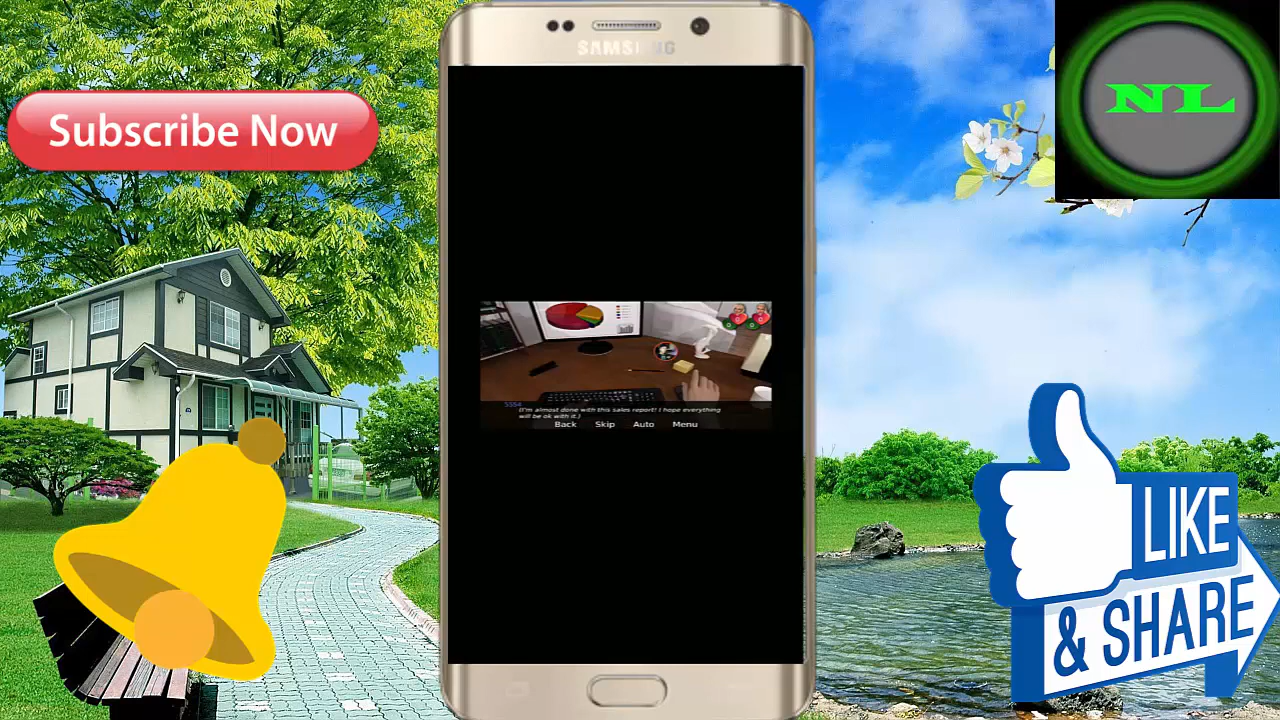 SAMSUNG
NL
Subscribe Now
(I'm almost done with this sales report! I hope everything
will be ok with it.)
Back Skip Auto Menu
LIKE
& SHARE